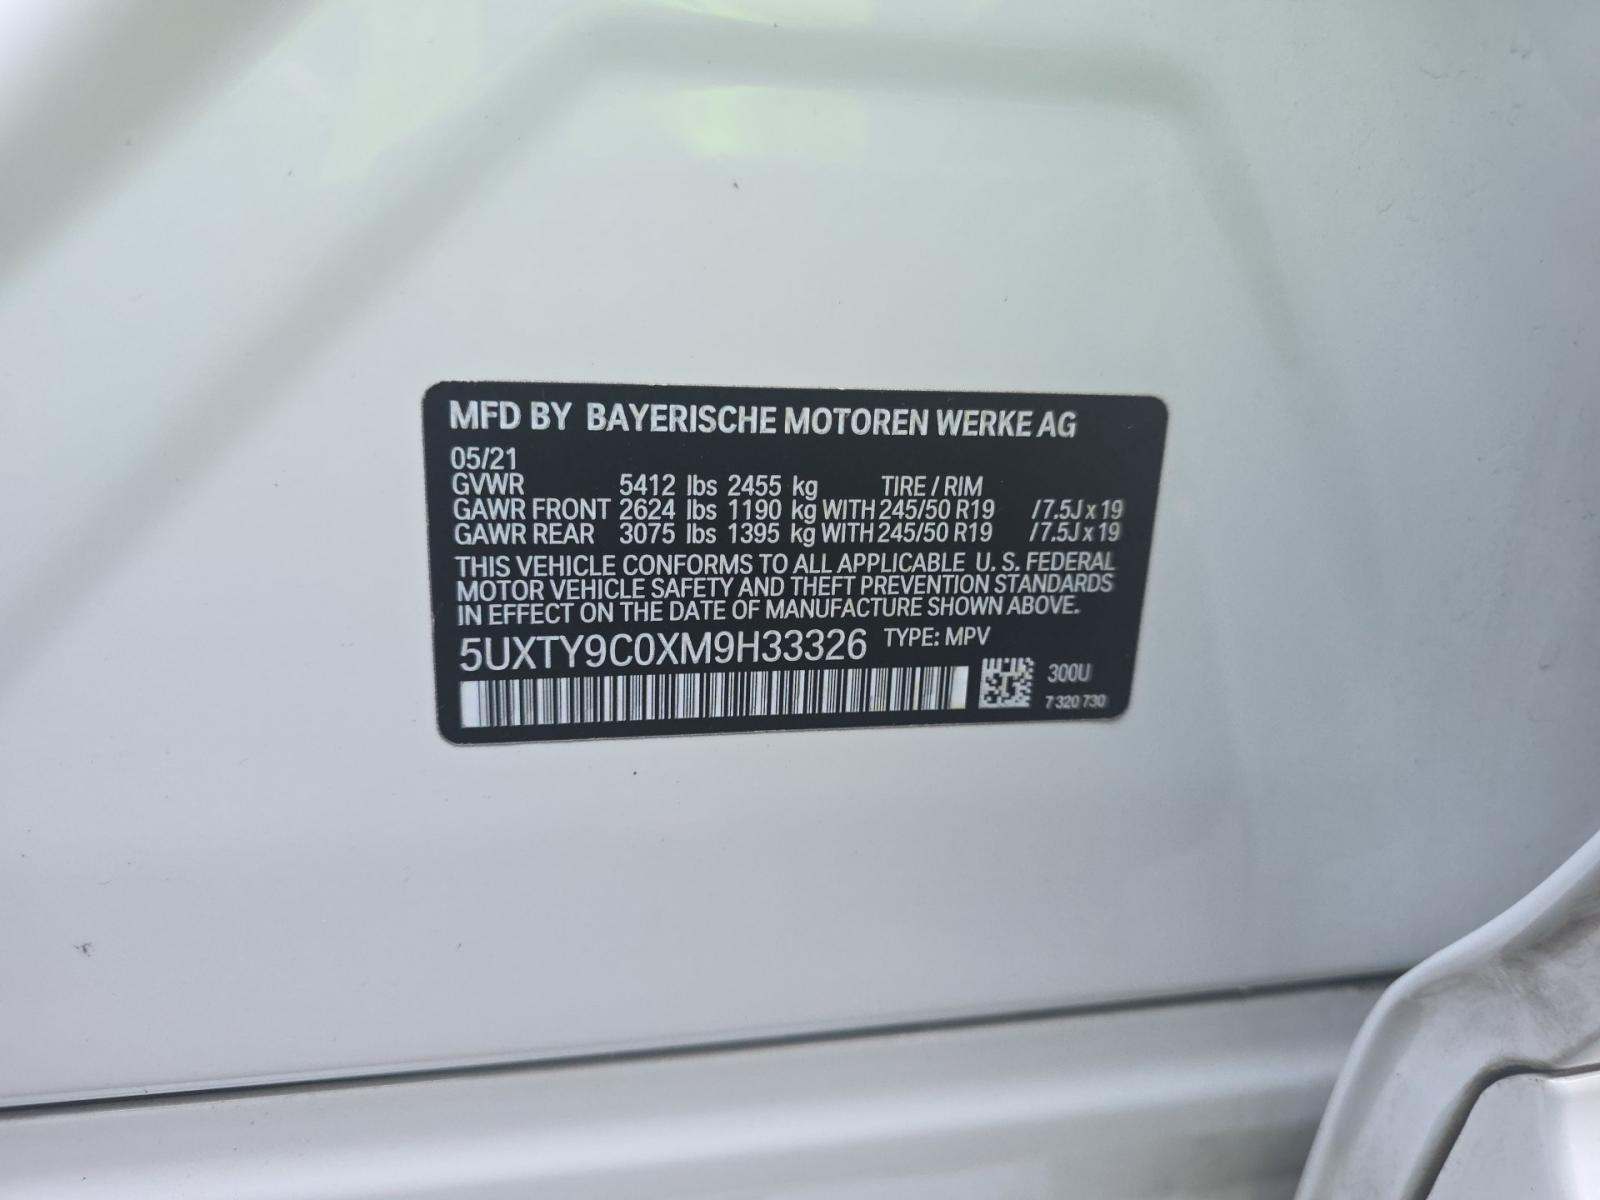 MFD BY BAYERISCHE MOTOREN WERKE AG
05/21
GVWR 5412 lbs 2455 kg TIRE / RIM
GAWR FRONT 2624 lbs 1190 kg WITH 245/50 R19 /7.5J x 19
GAWR REAR 3075 lbs 1395 kg WITH 245/50 R19 /7.5J x 19
THIS VEHICLE CONFORMS TO ALL APPLICABLE U. S. FEDERAL
MOTOR VEHICLE SAFETY AND THEFT PREVENTION STANDARDS
IN EFFECT ON THE DATE OF MANUFACTURE SHOWN ABOVE.
5UXTY9C0XM9H33326 TYPE: MPV
300U
7 320 730